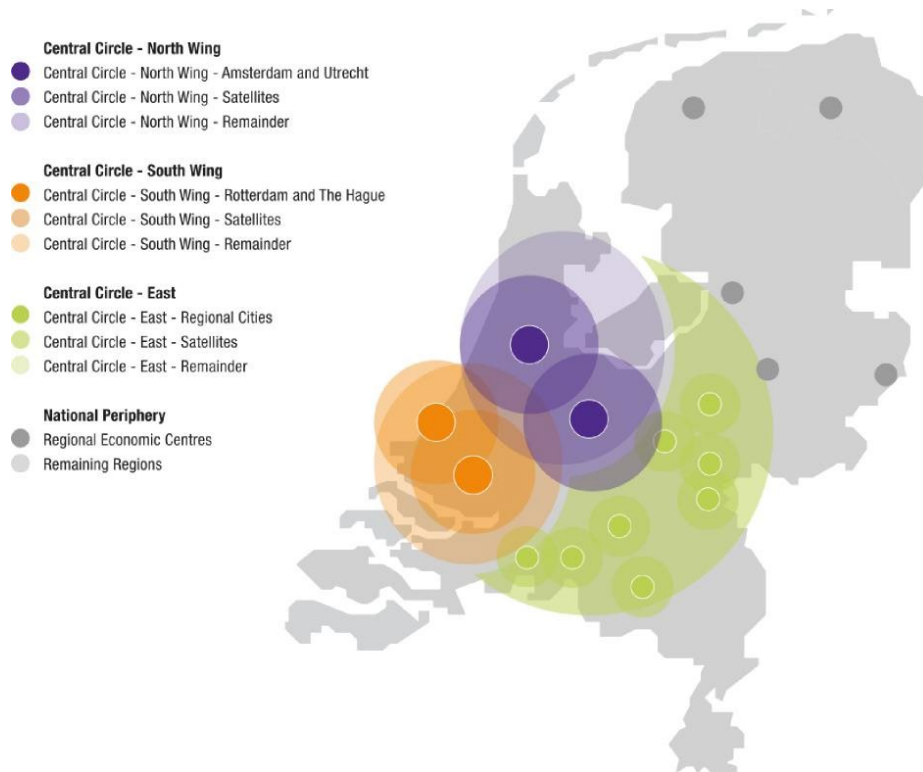 Central Circle - North Wing
Central Circle - North Wing - Amsterdam and Utrecht
Central Circle - North Wing - Satellites
Central Circle - North Wing - Remainder
Central Circle - South Wing
Central Circle - South Wing - Rotterdam and The Hague
Central Circle - South Wing - Satellites
Central Circle - South Wing - Remainder
Central Circle - East
Central Circle - East - Regional Cities
Central Circle - East - Satellites
Central Circle - East - Remainder
National Periphery
Regional Economic Centres
Remaining Regions